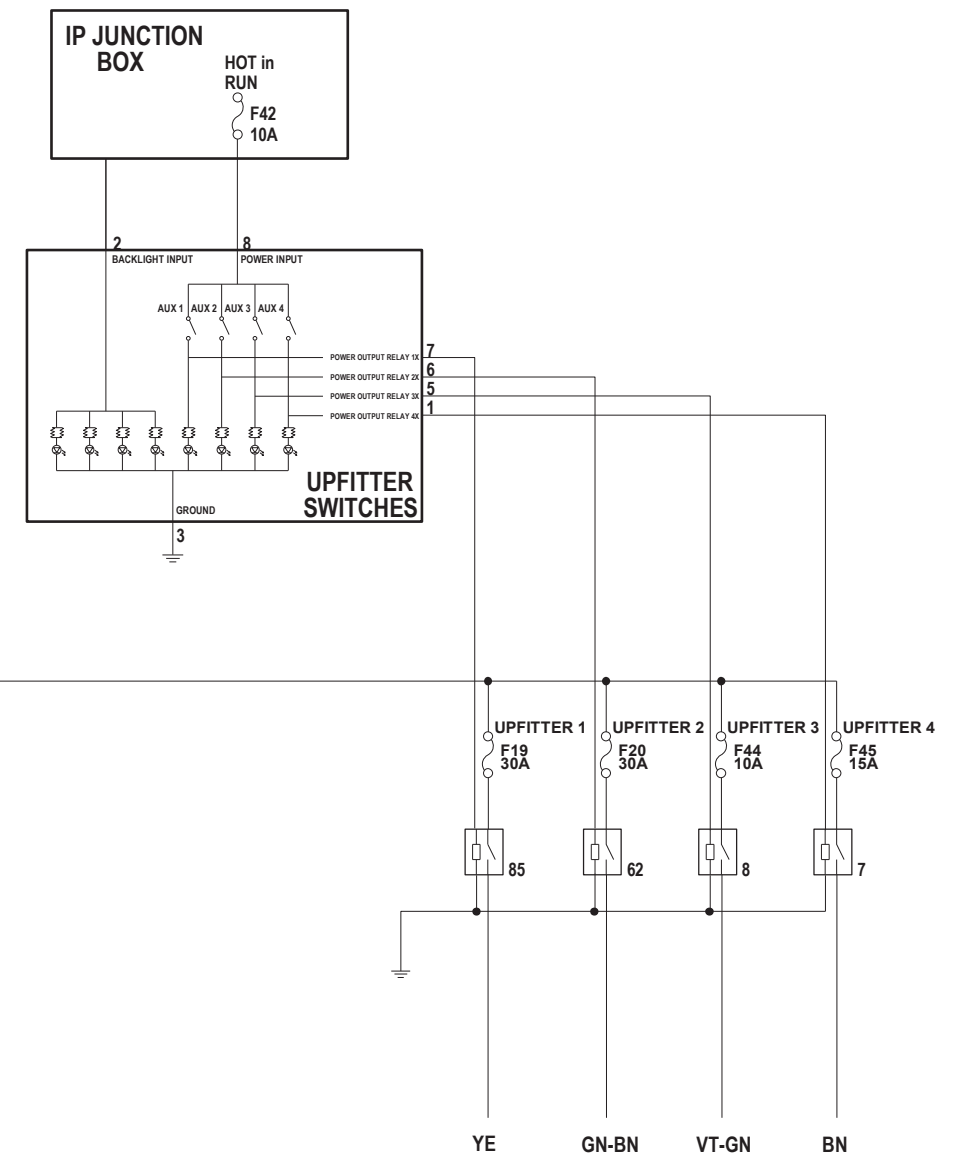 IP JUNCTION
BOX
HOT in
RUN
F42
10A
2
8
BACKLIGHT INPUT
POWER INPUT
AUX 1
AUX 2
AUX 3
AUX 4
POWER OUTPUT RELAY 1X
7
POWER OUTPUT RELAY 2X
6
POWER OUTPUT RELAY 3X
5
POWER OUTPUT RELAY 4X
1
UPFITTER
SWITCHES
GROUND
3
UPFITTER 1
F19
30A
UPFITTER 2
F20
30A
UPFITTER 3
F44
10A
UPFITTER 4
F45
15A
85
62
8
7
YE
GN-BN
VT-GN
BN